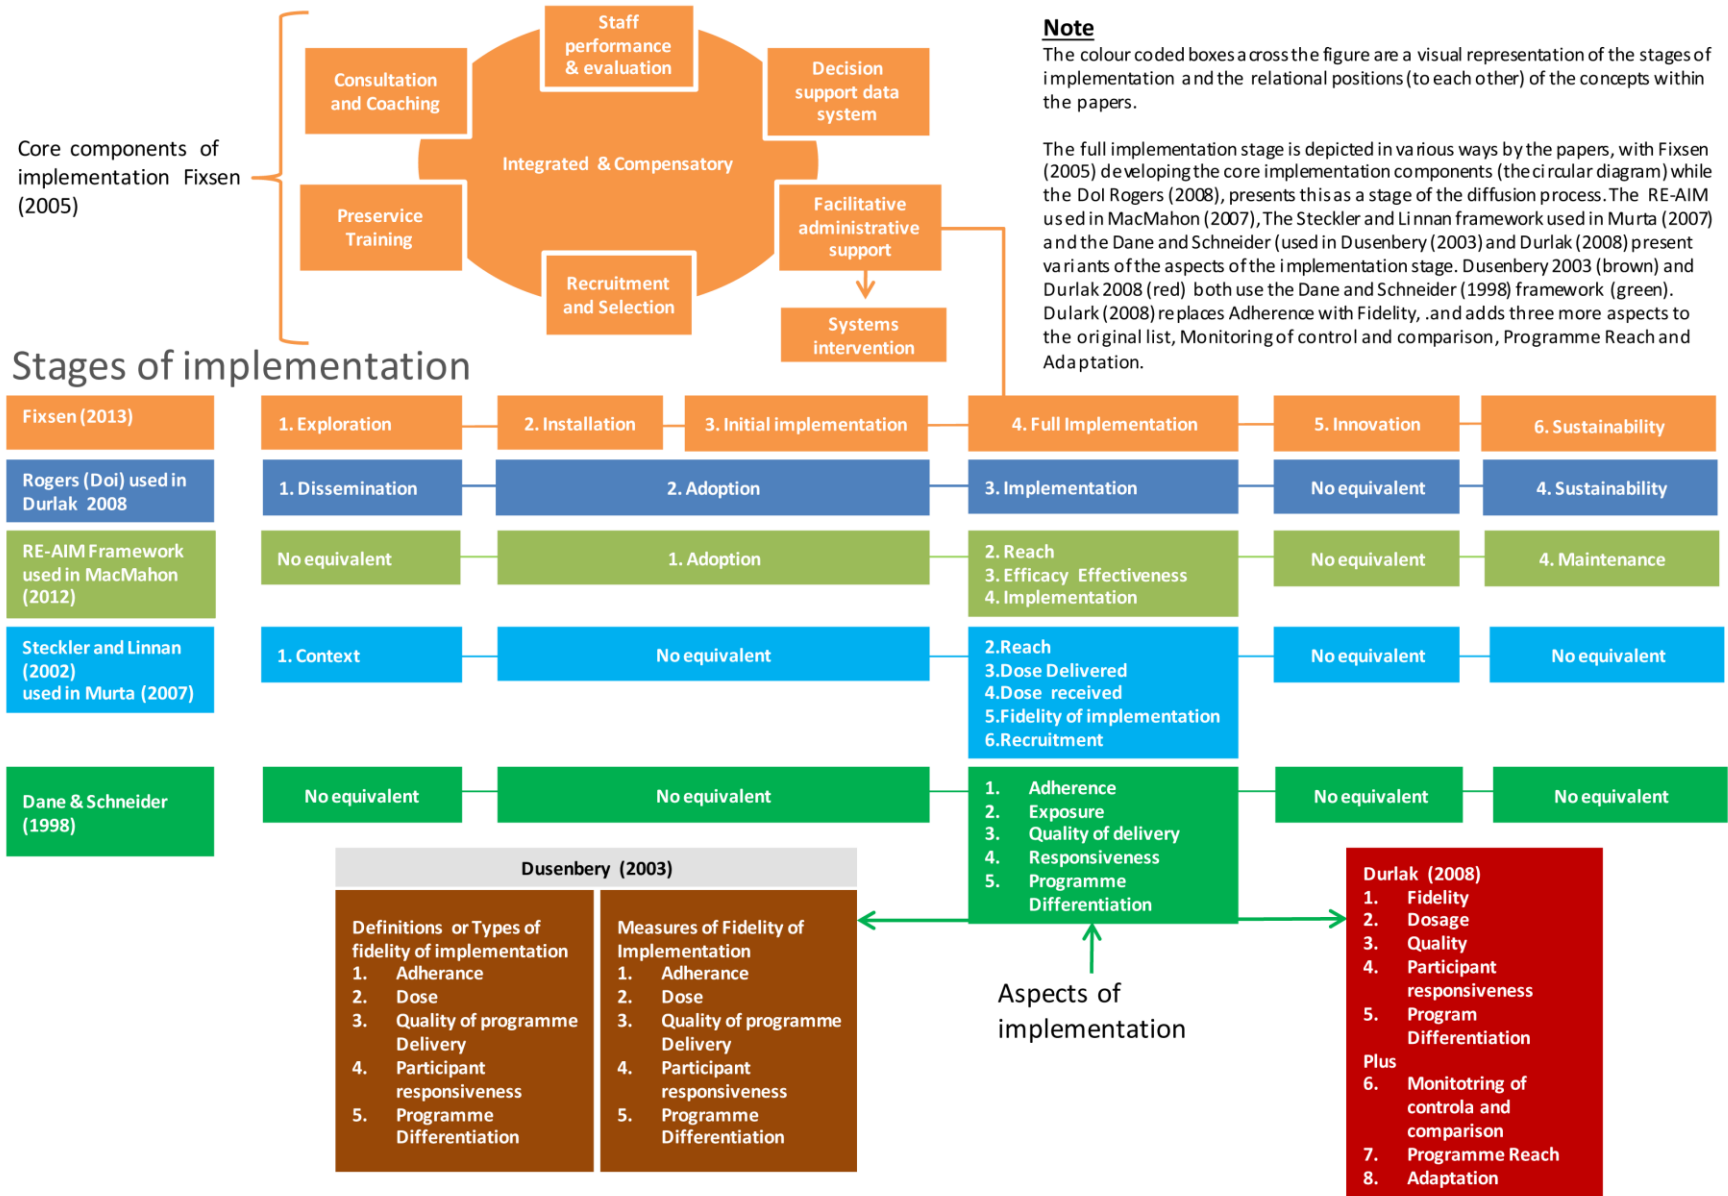 Staff
performance
& evaluation
Consultation
and Coaching
Decision
support data
system
Core components of
implementation Fixsen
(2005)
Integrated & Compensatory
Preservice
Training
Facilitative
administrative
support
Recruitment
and Selection
Systems
intervention
Note
The colour coded boxes across the figure are a visual representation of the stages of
implementation and the relational positions (to each other) of the concepts within
the papers.
The full implementation stage is depicted in various ways by the papers, with Fixsen
(2005) developing the core implementation components (the circular diagram) while
the DoI Rogers (2008), presents this as a stage of the diffusion process. The RE-AIM
used in MacMahon (2007), The Steckler and Linnan framework used in Murta (2007)
and the Dane and Schneider (used in Dusenbery (2003) and Durlak (2008) present
variants of the aspects of the implementation stage. Dusenbery 2003 (brown) and
Durlak 2008 (red) both use the Dane and Schneider (1998) framework (green).
Dulark (2008) replaces Adherence with Fidelity, .and adds three more aspects to
the original list, Monitoring of control and comparison, Programme Reach and
Adaptation.
Stages of implementation
Fixsen (2013)
1. Exploration
2. Installation
3. Initial implementation
4. Full Implementation
5. Innovation
6. Sustainability
Rogers (Doi) used in
Durlak 2008
1. Dissemination
2. Adoption
3. Implementation
No equivalent
4. Sustainability
RE-AIM Framework
used in MacMahon
(2012)
No equivalent
1. Adoption
2. Reach
3. Efficacy Effectiveness
4. Implementation
No equivalent
4. Maintenance
Steckler and Linnan
(2002)
used in Murta (2007)
1. Context
No equivalent
2.Reach
3.Dose Delivered
4.Dose received
5.Fidelity of implementation
6.Recruitment
No equivalent
No equivalent
Dane & Schneider
(1998)
No equivalent
No equivalent
1. Adherence
2. Exposure
3. Quality of delivery
4. Responsiveness
5. Programme
Differentiation
No equivalent
No equivalent
Dusenbery (2003)
Definitions or Types of
fidelity of implementation
1. Adherance
2. Dose
3. Quality of programme
Delivery
4. Participant
responsiveness
5. Programme
Differentiation
Measures of Fidelity of
Implementation
1. Adherance
2. Dose
3. Quality of programme
Delivery
4. Participant
responsiveness
5. Programme
Differentiation
Aspects of
implementation
Durlak (2008)
1. Fidelity
2. Dosage
3. Quality
4. Participant
responsiveness
5. Program
Differentiation
Plus
6. Monitotring of
controla and
comparison
7. Programme Reach
8. Adaptation